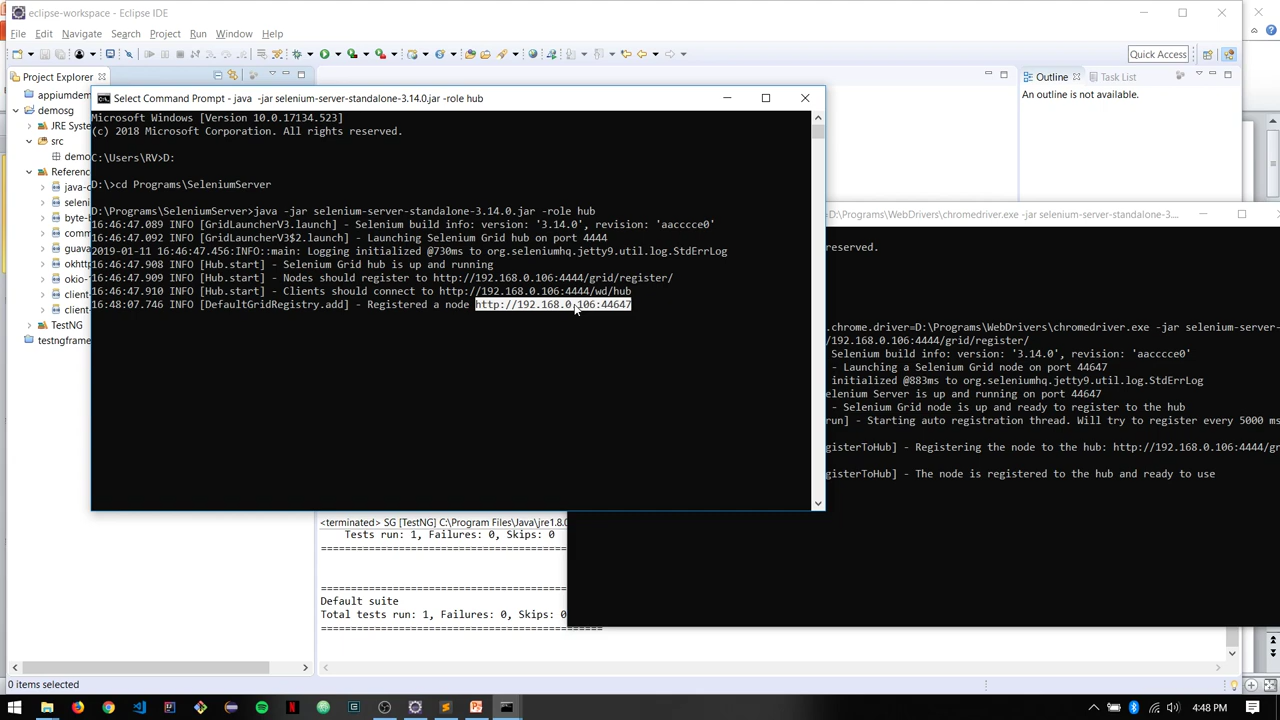 eclipse-workspace - Eclipse IDE
File Edit Navigate Search Project Run Window Help
Quick Access
Project Explorer
Outline
Task List
An outline is not available.
appiumdem
demosg
JRE Syste
src
demo
Reference
java-c
seleni
byte-
comm
guava
okhttp
okio-
client-
client-
TestNG
testngframe
Select Command Prompt - java -jar selenium-server-standalone-3.14.0.jar -role hub
Microsoft Windows [Version 10.0.17134.523]
(c) 2018 Microsoft Corporation. All rights reserved.
C:\Users\RV>D:
D:\>cd Programs\SeleniumServer
D:\Programs\SeleniumServer>java -jar selenium-server-standalone-3.14.0.jar -role hub
16:46:47.089 INFO [GridLauncherV3.launch] - Selenium build info: version: '3.14.0', revision: 'aacccce0'
16:46:47.092 INFO [GridLauncherV3$2.launch] - Launching Selenium Grid hub on port 4444
2019-01-11 16:46:47.456:INFO::main: Logging initialized @730ms to org.seleniumhq.jetty9.util.log.StdErrLog
16:46:47.908 INFO [Hub.start] - Selenium Grid hub is up and running
16:46:47.909 INFO [Hub.start] - Nodes should register to http://192.168.0.106:4444/grid/register/
16:46:47.910 INFO [Hub.start] - Clients should connect to http://192.168.0.106:4444/wd/hub
16:48:07.746 INFO [DefaultGridRegistry.add] - Registered a node http://192.168.0.106:44647
=D:\Programs\WebDrivers\chromedriver.exe -jar selenium-server-standalone-3....
reserved.
.chrome.driver=D:\Programs\WebDrivers\chromedriver.exe -jar selenium-server-
/192.168.0.106:4444/grid/register/
Selenium build info: version: '3.14.0', revision: 'aacccce0'
- Launching a Selenium Grid node on port 44647
initialized @883ms to org.seleniumhq.jetty9.util.log.StdErrLog
elenium Server is up and running on port 44647
- Selenium Grid node is up and ready to register to the hub
run] - Starting auto registration thread. Will try to register every 5000 ms
gisterToHub] - Registering the node to the hub: http://192.168.0.106:4444/gr
gisterToHub] - The node is registered to the hub and ready to use
<terminated> SG [TestNG] C:\Program Files\Java\jre1.8.0
Tests run: 1, Failures: 0, Skips: 0
===============================================
===============================================
Default suite
Total tests run: 1, Failures: 0, Skips: 0
===============================================
0 items selected
4:48 PM